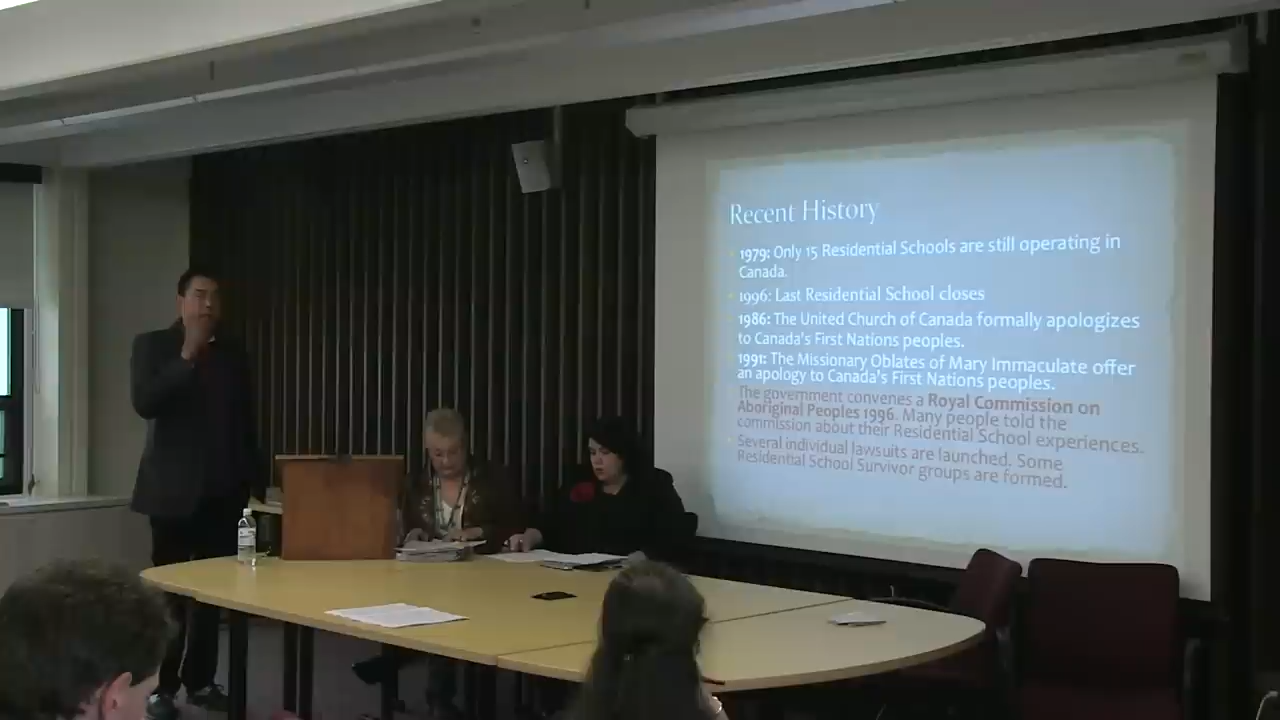 Recent History
1979: Only 15 Residential Schools are still operating in
Canada.
1996: Last Residential School closes
1986: The United Church of Canada formally apologizes
to Canada's First Nations peoples.
1991: The Missionary Oblates of Mary Immaculate offer
an apology to Canada's First Nations peoples.
The government convenes a Royal Commission on
Aboriginal Peoples 1996. Many people told the
commission about their Residential School experiences.
Several individual lawsuits are launched. Some
Residential School Survivor groups are formed.